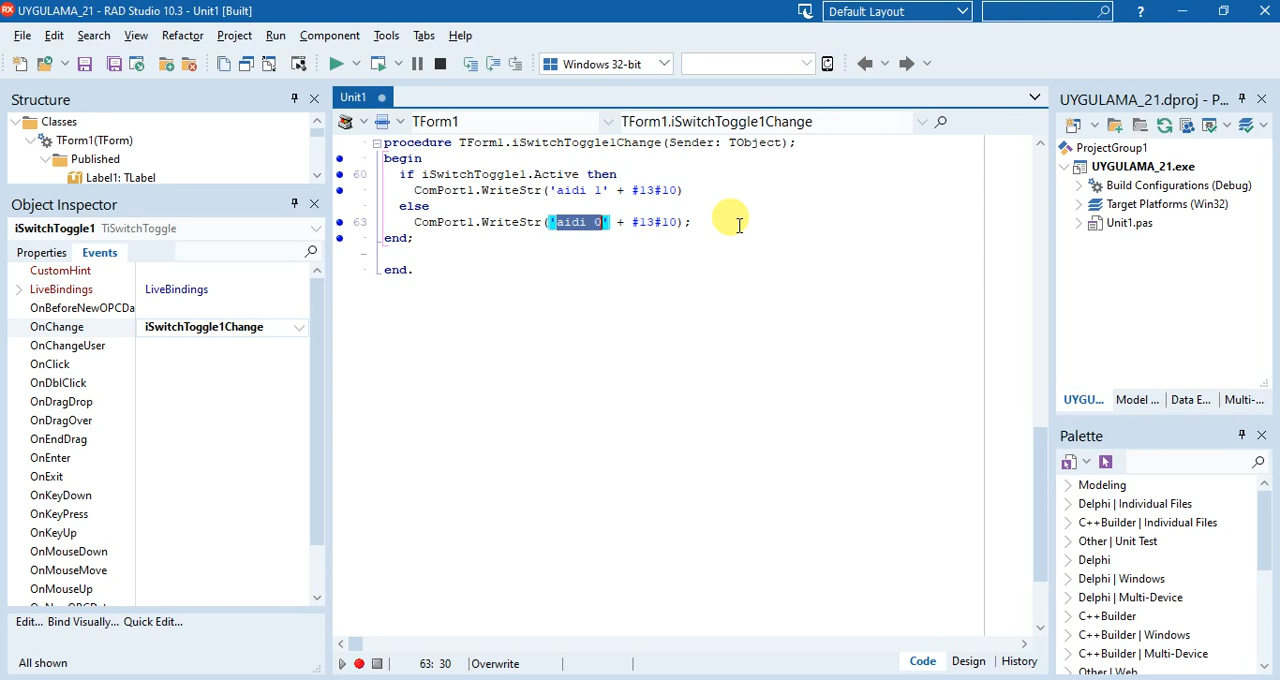 RX UYGULAMA_21 - RAD Studio 10.3 - Unit1 [Built]
Default Layout
?
File Edit Search View Refactor Project Run Component Tools Tabs Help
Windows 32-bit
Structure
Classes
TForm1(TForm)
Published
Label1: TLabel
Object Inspector
iSwitchToggle1 TiSwitchToggle
Properties Events
CustomHint
LiveBindings LiveBindings
OnBeforeNewOPCDa
OnChange iSwitchToggle1Change
OnChangeUser
OnClick
OnDblClick
OnDragDrop
OnDragOver
OnEndDrag
OnEnter
OnExit
OnKeyDown
OnKeyPress
OnKeyUp
OnMouseDown
OnMouseMove
OnMouseUp
Edit... Bind Visually... Quick Edit...
All shown
Unit1
TForm1 TForm1.iSwitchToggle1Change
procedure TForm1.iSwitchToggle1Change(Sender: TObject);
begin
60 if iSwitchToggle1.Active then
ComPort1.WriteStr('aidi 1' + #13#10)
else
63 ComPort1.WriteStr('aidi 0' + #13#10);
end;
end.
63: 30 Overwrite
Code Design History
UYGULAMA_21.dproj - P...
ProjectGroup1
UYGULAMA_21.exe
Build Configurations (Debug)
Target Platforms (Win32)
Unit1.pas
UYGU... Model ... Data E... Multi-...
Palette
Modeling
Delphi | Individual Files
C++Builder | Individual Files
Other | Unit Test
Delphi
Delphi | Windows
Delphi | Multi-Device
C++Builder
C++Builder | Windows
C++Builder | Multi-Device
Other | Web